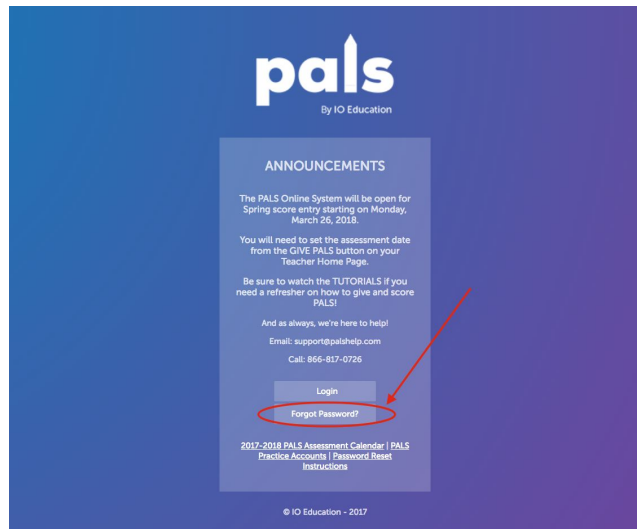 pals
By IO Education
ANNOUNCEMENTS
The PALS Online System will be open for
Spring score entry starting on Monday,
March 26, 2018.
You will need to set the assessment date
from the GIVE PALS button on your
Teacher Home Page.
Be sure to watch the TUTORIALS if you
need a refresher on how to give and score
PALS!
And as always, we're here to help!
Email: support@palshelp.com
Call: 866-817-0726
Login
Forgot Password?
2017-2018 PALS Assessment Calendar | PALS
Practice Accounts | Password Reset
Instructions
© IO Education - 2017